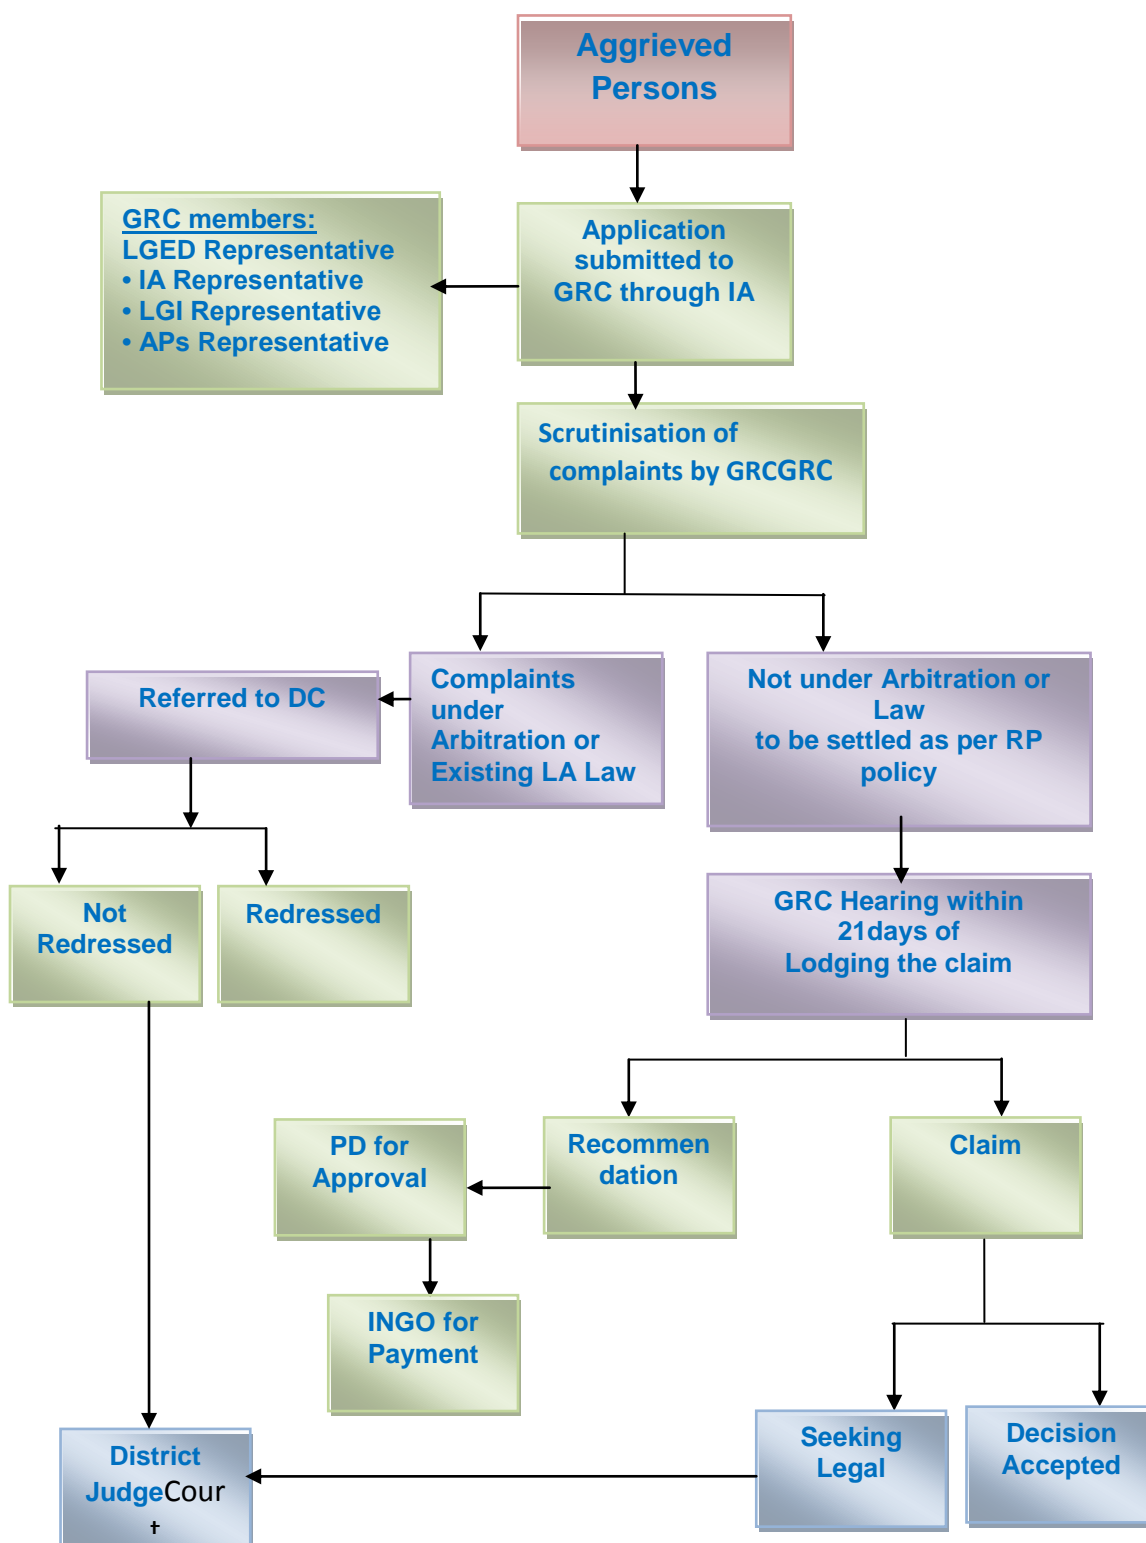 Aggrieved
Persons
GRC members:
LGED Representative
• IA Representative
• LGI Representative
• APs Representative
Application
submitted to
GRC through IA
Scrutinisation of
complaints by GRCGRC
Referred to DC
Complaints
under
Arbitration or
Existing LA Law
Not under Arbitration or
Law
to be settled as per RP
policy
Not
Redressed
Redressed
GRC Hearing within
21days of
Lodging the claim
PD for
Approval
Recommen
dation
Claim
INGO for
Payment
District
JudgeCour
t
Seeking
Legal
Decision
Accepted